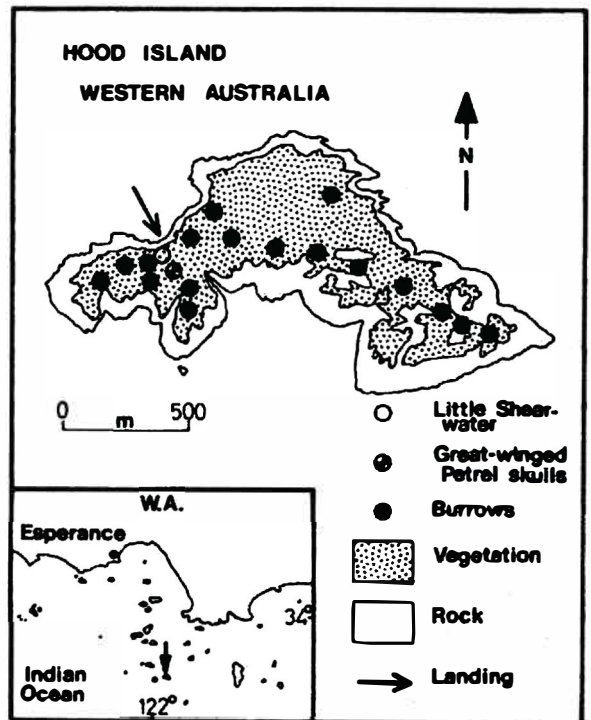 HOOD ISLAND
WESTERN AUSTRALIA
N
0 500
m
Little Shear-
water
Great-winged
Petrel skulls
Burrows
Vegetation
Rock
Landing
W.A.
Esperance
34°
Indian
Ocean
122°